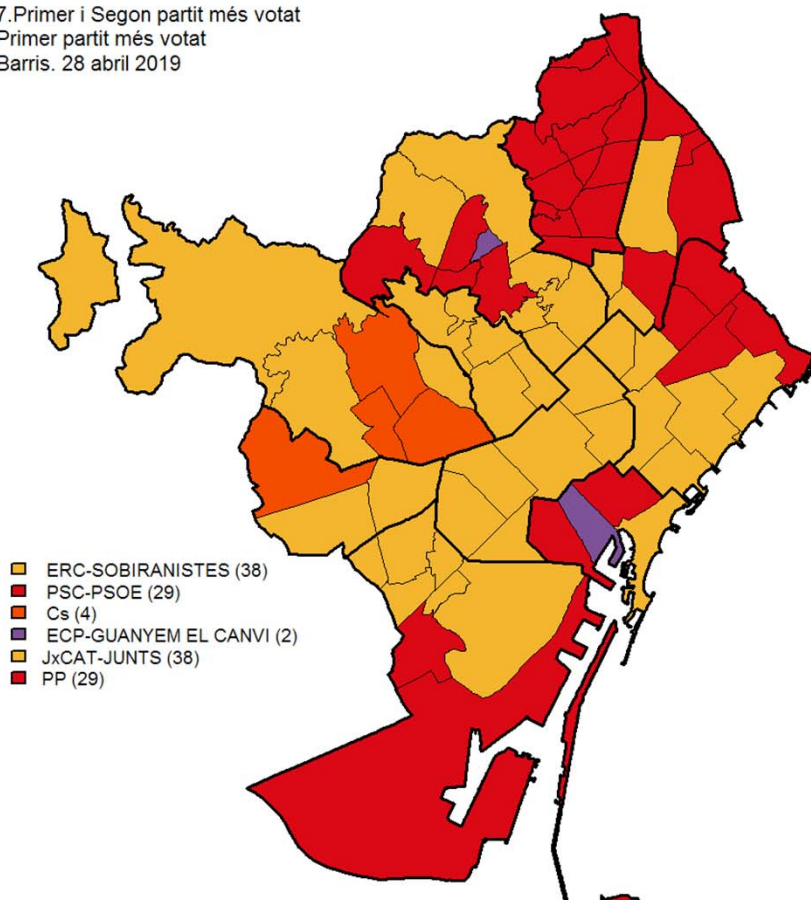 7.Primer i Segon partit més votat
Primer partit més votat
Barris. 28 abril 2019
ERC-SOBIRANISTES (38)
PSC-PSOE (29)
Cs (4)
ECP-GUANYEM EL CANVI (2)
JxCAT-JUNTS (38)
PP (29)